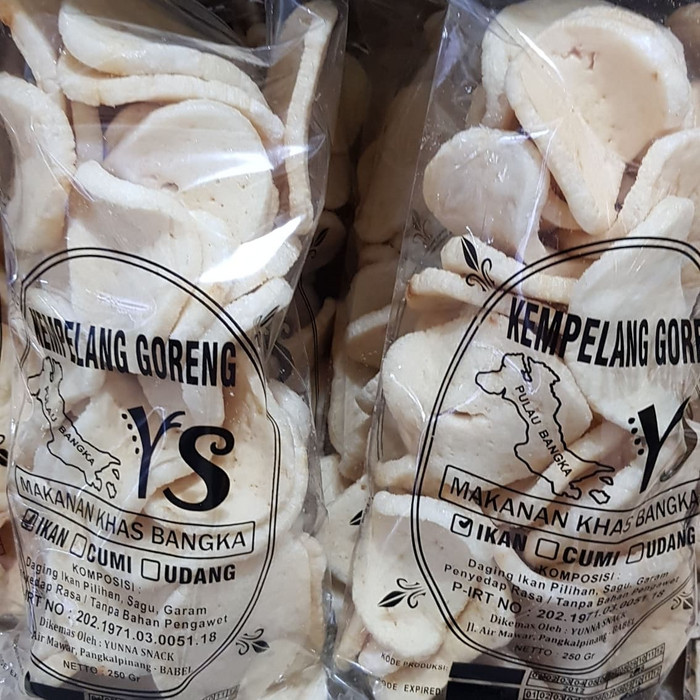 KEMPELANG GORENG
PULAU BANGKA
YS
MAKANAN KHAS BANGKA
☑IKAN ☐CUMI ☐UDANG
KOMPOSISI :
Daging Ikan Pilihan, Sagu, Garam
Penyedap Rasa / Tanpa Bahan Pengawet
P-IRT NO : 202.1971.03.0051.18
Dikemas Oleh : YUNNA SNACK
Jl. Air Mawar, Pangkalpinang - BABEL
NETTO : 250 Gr
KEMPELANG GOR
PULAU BANGKA
Y
MAKANAN KHAS BANGKA
☑IKAN ☐CUMI ☐UDANG
KOMPOSISI :
Daging Ikan Pilihan, Sagu, Garam
Penyedap Rasa / Tanpa Bahan Pengawet
P-IRT NO : 202.1971.03.0051.18
Dikemas Oleh : YUNNA SNACK
Jl. Air Mawar, Pangkalpinang - BABEL
NETTO : 250 Gr
KODE PRODUKSI:
KODE EXPIRED